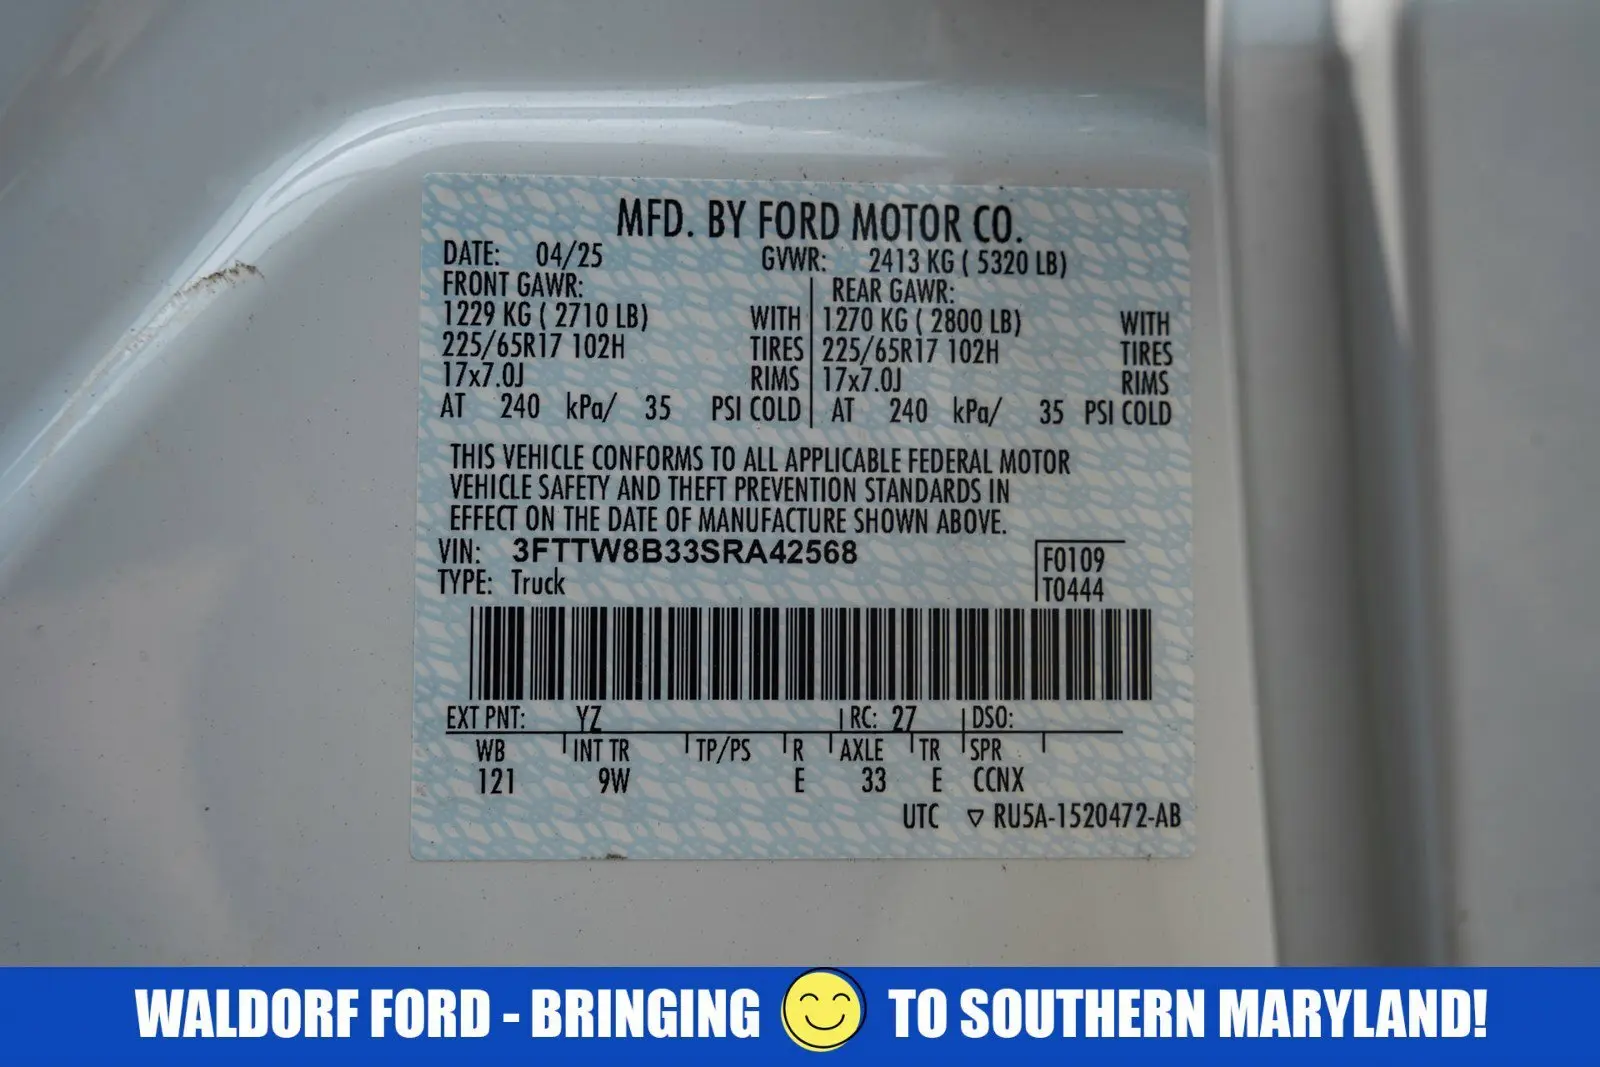 MFD. BY FORD MOTOR CO.
DATE: 04/25 GVWR: 2413 KG ( 5320 LB)
FRONT GAWR: REAR GAWR:
1229 KG ( 2710 LB) WITH 1270 KG ( 2800 LB) WITH
225/65R17 102H TIRES 225/65R17 102H TIRES
17x7.0J RIMS 17x7.0J RIMS
AT 240 kPa/ 35 PSI COLD AT 240 kPa/ 35 PSI COLD
THIS VEHICLE CONFORMS TO ALL APPLICABLE FEDERAL MOTOR
VEHICLE SAFETY AND THEFT PREVENTION STANDARDS IN
EFFECT ON THE DATE OF MANUFACTURE SHOWN ABOVE.
VIN: 3FTTW8B33SRA42568 F0109
TYPE: Truck T0444
EXT PNT: YZ RC: 27 DSO:
WB INT TR TP/PS R AXLE TR SPR
121 9W E 33 E CCNX
UTC ▽ RU5A-1520472-AB
WALDORF FORD - BRINGING TO SOUTHERN MARYLAND!